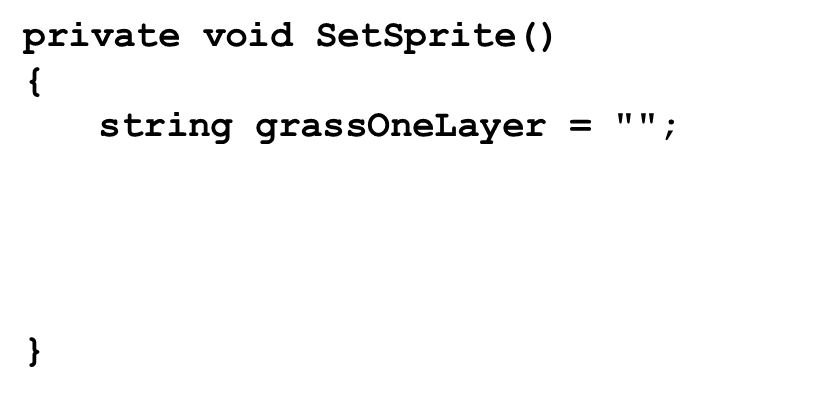 private void SetSprite()
{
    string grassOneLayer = "";
}